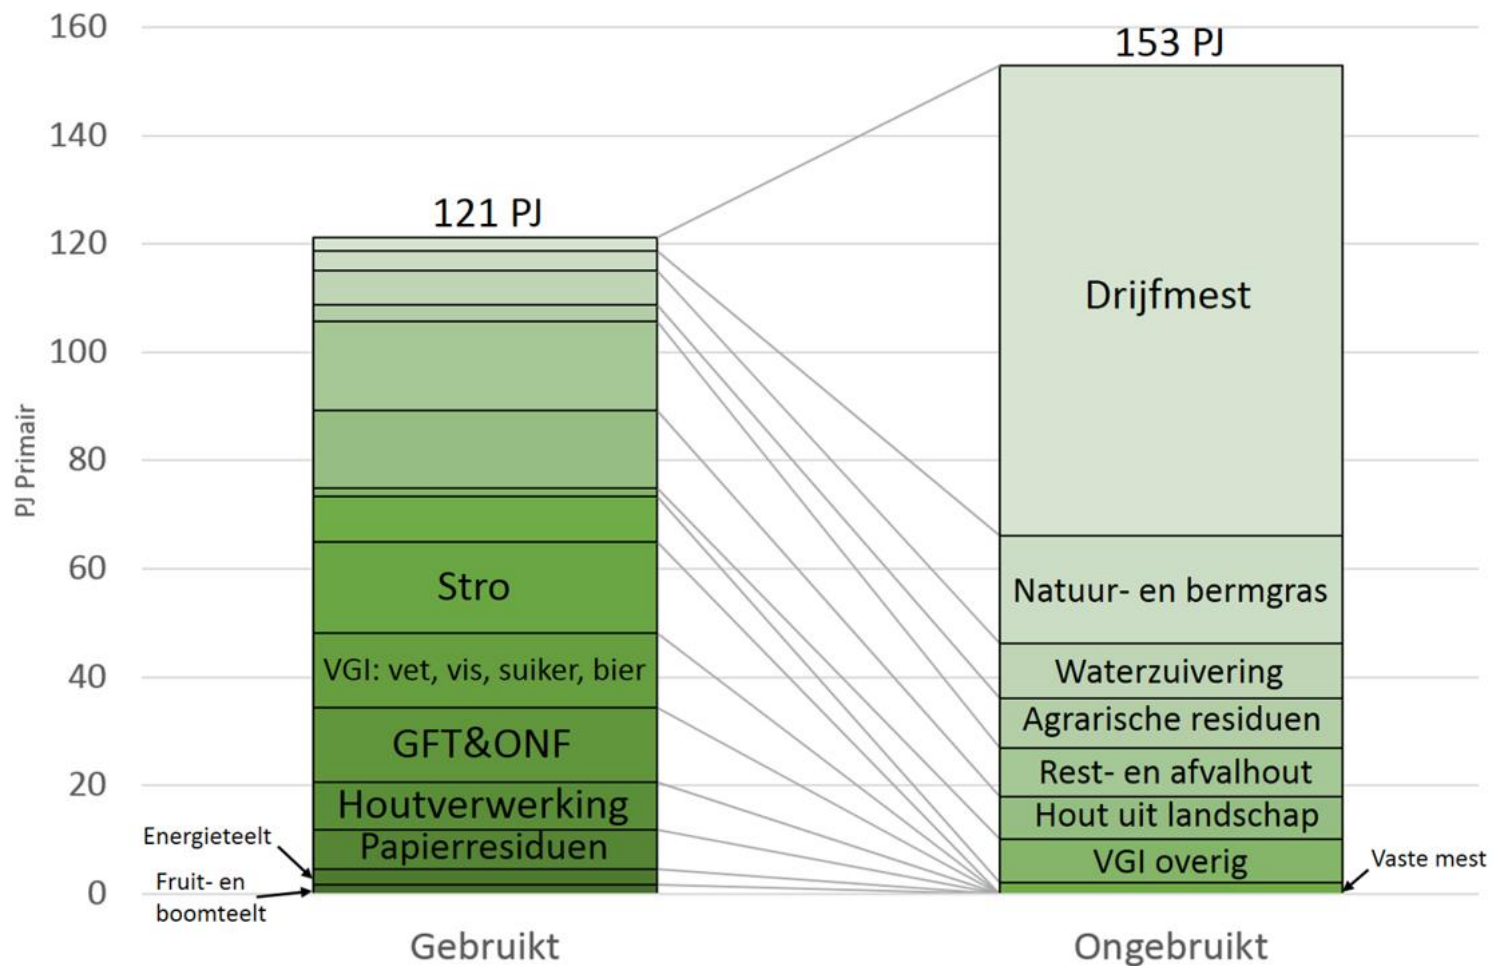 160
140
120
100
80
60
40
20
0
PJ Primair
121 PJ
153 PJ
Stro
VGI: vet, vis, suiker, bier
GFT&ONF
Houtverwerking
Papierresiduen
Energieteelt
Fruit- en
boomteelt
Drijfmest
Natuur- en bermgras
Waterzuivering
Agrarische residuen
Rest- en afvalhout
Hout uit landschap
VGI overig
Vaste mest
Gebruikt
Ongebruikt